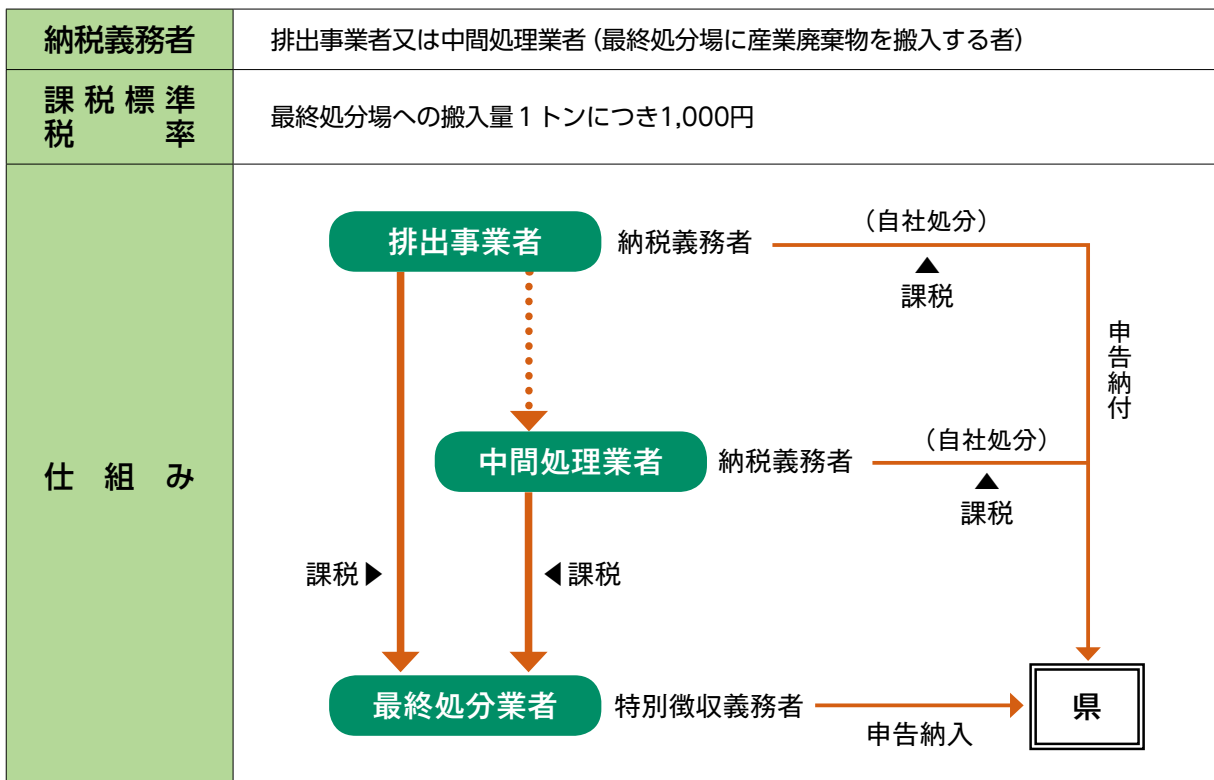 納税義務者
排出事業者又は中間処理業者(最終処分場に産業廃棄物を搬入する者)
課税標準
税率
最終処分場への搬入量1トンにつき1,000円
仕組み
排出事業者
納税義務者
(自社処分)
▲
課税
申告納付
中間処理業者
納税義務者
(自社処分)
▲
課税
課税▶
◀課税
最終処分業者
特別徴収義務者
申告納入
県